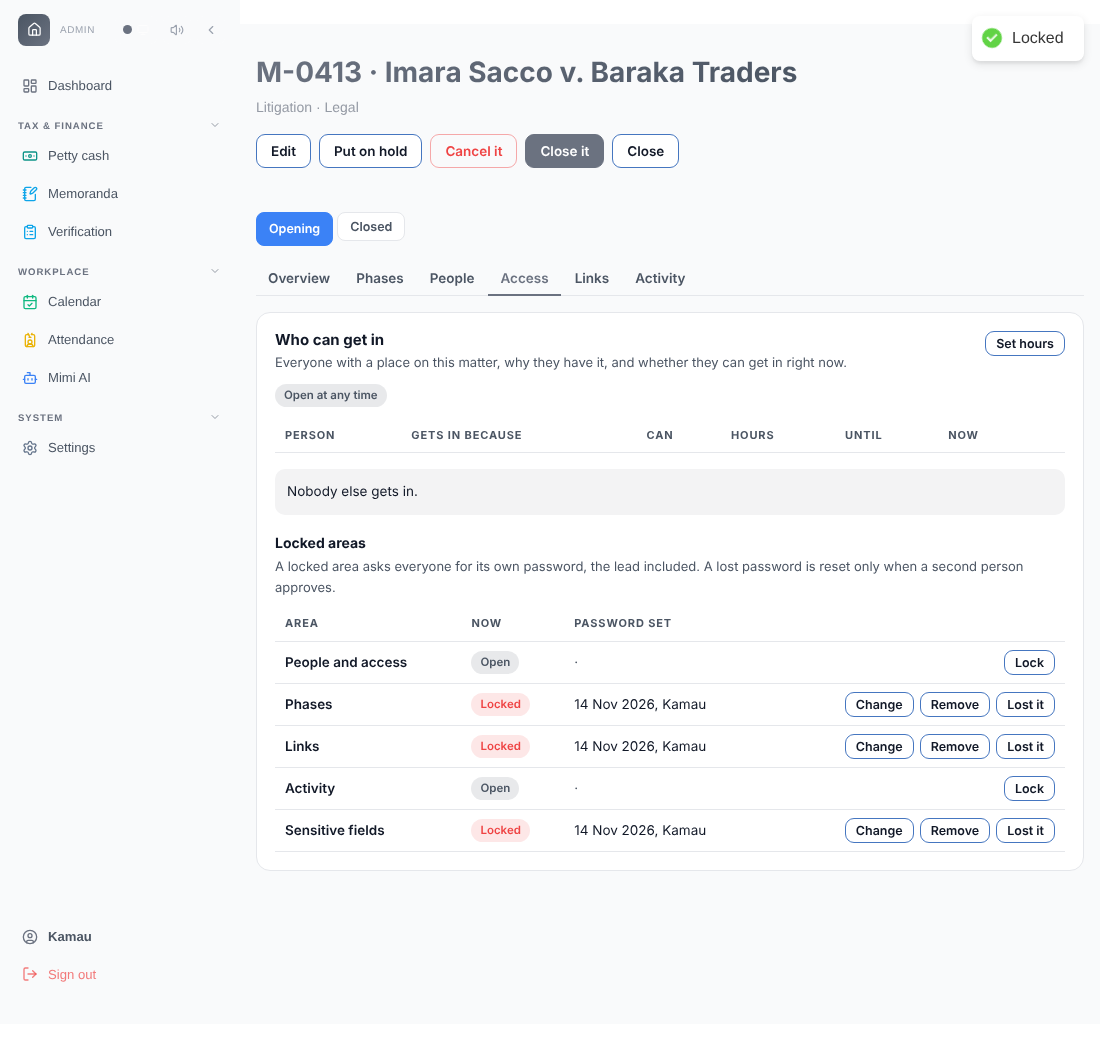 ADMIN
Dashboard
TAX & FINANCE
Petty cash
Memoranda
Verification
WORKPLACE
Calendar
Attendance
Mimi AI
SYSTEM
Settings
Kamau
Sign out
Locked
M-0413 · Imara Sacco v. Baraka Traders
Litigation · Legal
Edit Put on hold Cancel it Close it Close
Opening Closed
Overview Phases People Access Links Activity
Who can get in
Set hours
Everyone with a place on this matter, why they have it, and whether they can get in right now.
Open at any time
PERSON GETS IN BECAUSE CAN HOURS UNTIL NOW
Nobody else gets in.
Locked areas
A locked area asks everyone for its own password, the lead included. A lost password is reset only when a second person
approves.
AREA NOW PASSWORD SET
People and access Open · Lock
Phases Locked 14 Nov 2026, Kamau Change Remove Lost it
Links Locked 14 Nov 2026, Kamau Change Remove Lost it
Activity Open · Lock
Sensitive fields Locked 14 Nov 2026, Kamau Change Remove Lost it